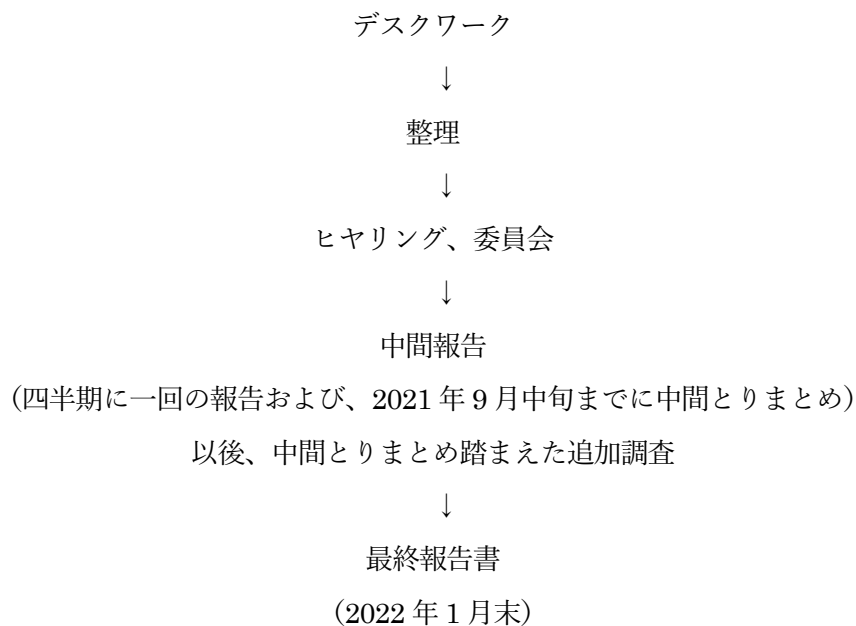 デスクワーク
↓
整理
↓
ヒヤリング、委員会
↓
中間報告
(四半期に一回の報告および、2021年9月中旬までに中間とりまとめ)
以後、中間とりまとめ踏まえた追加調査
↓
最終報告書
(2022年1月末)